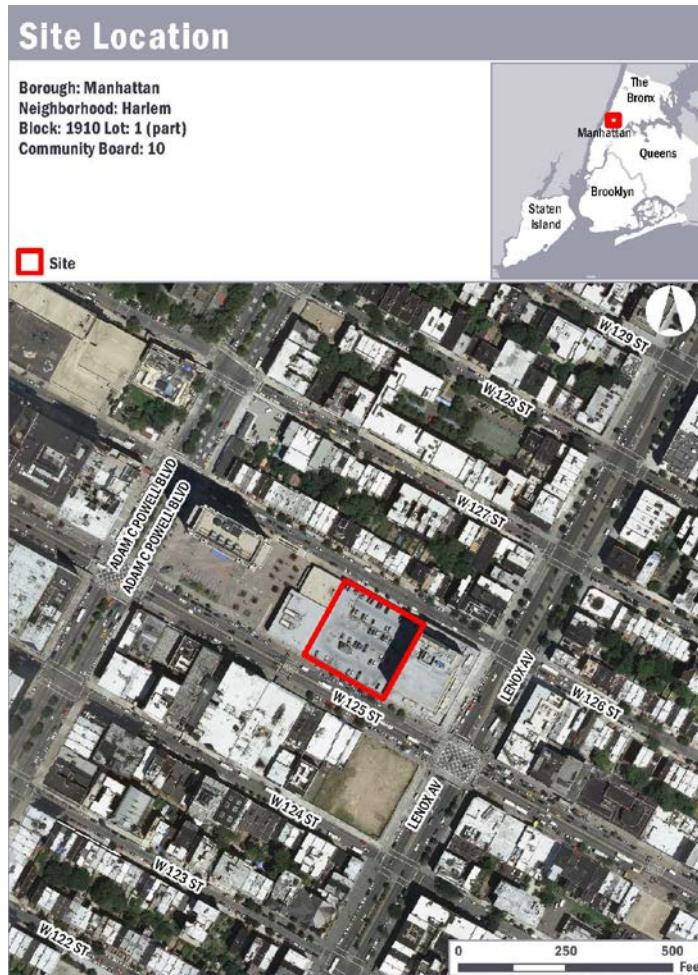 Site Location
Borough: Manhattan
Neighborhood: Harlem
Block: 1910 Lot: 1 (part)
Community Board: 10
The
Bronx
Manhattan
Queens
Brooklyn
Staten
Island
Site
W 129 ST
W 128 ST
W 127 ST
ADAM C POWELL BLVD
ADAM C POWELL BLVD
LENOX AV
W 126 ST
W 125 ST
LENOX AV
W 124 ST
W 123 ST
W 122 ST
0 250 500
Fee